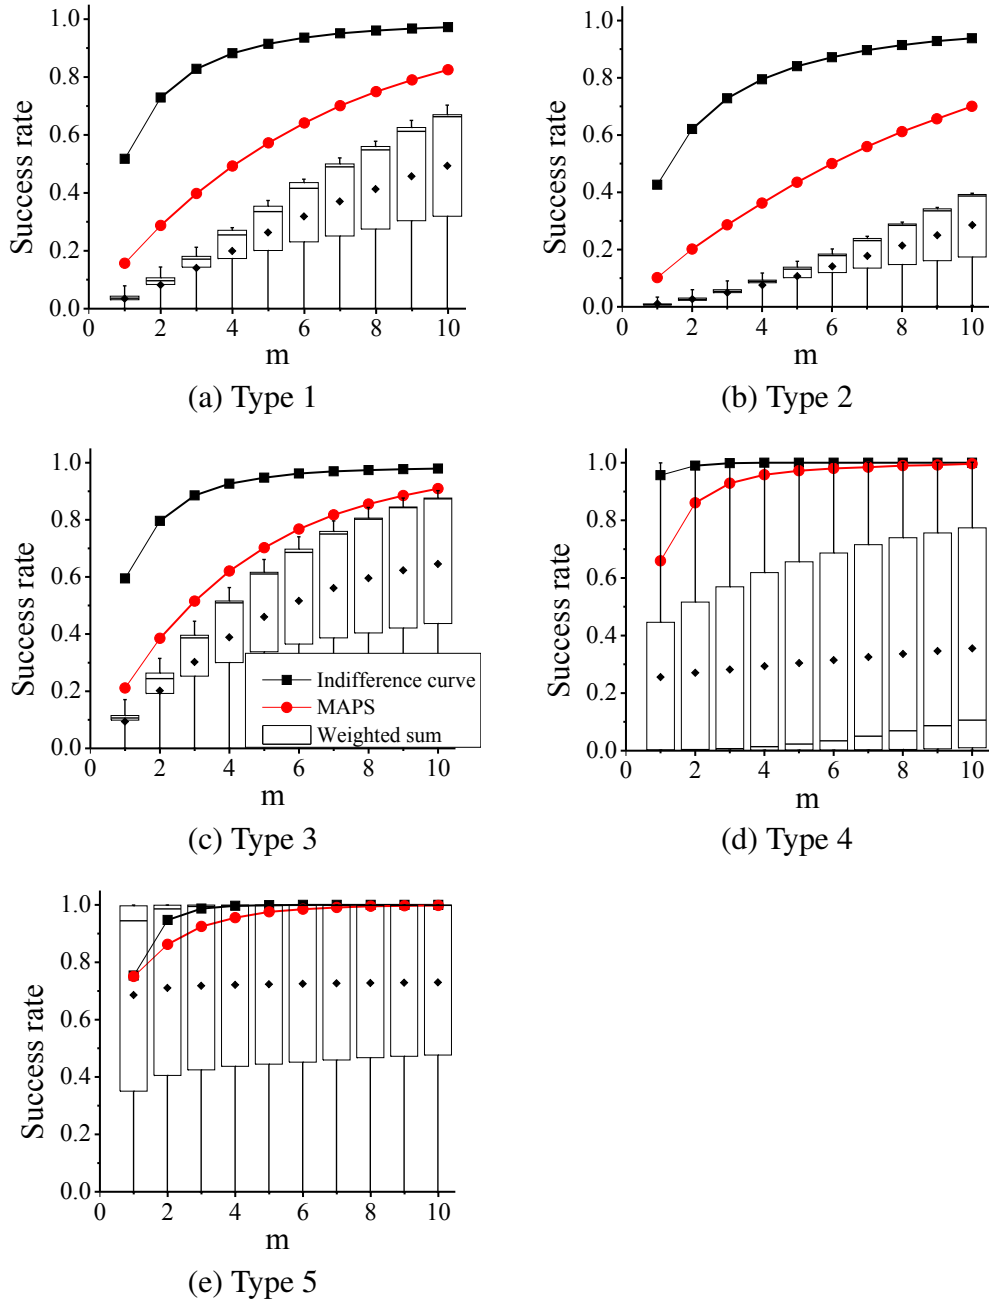 1.0
0.8
0.6
0.4
0.2
0.0
Success rate
0 2 4 6 8 10
m
(a) Type 1
1.0
0.8
0.6
0.4
0.2
0.0
Success rate
0 2 4 6 8 10
m
(b) Type 2
1.0
0.8
0.6
0.4
0.2
0.0
Success rate
Indifference curve
MAPS
Weighted sum
0 2 4 6 8 10
m
(c) Type 3
1.0
0.8
0.6
0.4
0.2
0.0
Success rate
0 2 4 6 8 10
m
(d) Type 4
1.0
0.8
0.6
0.4
0.2
0.0
Success rate
0 2 4 6 8 10
m
(e) Type 5